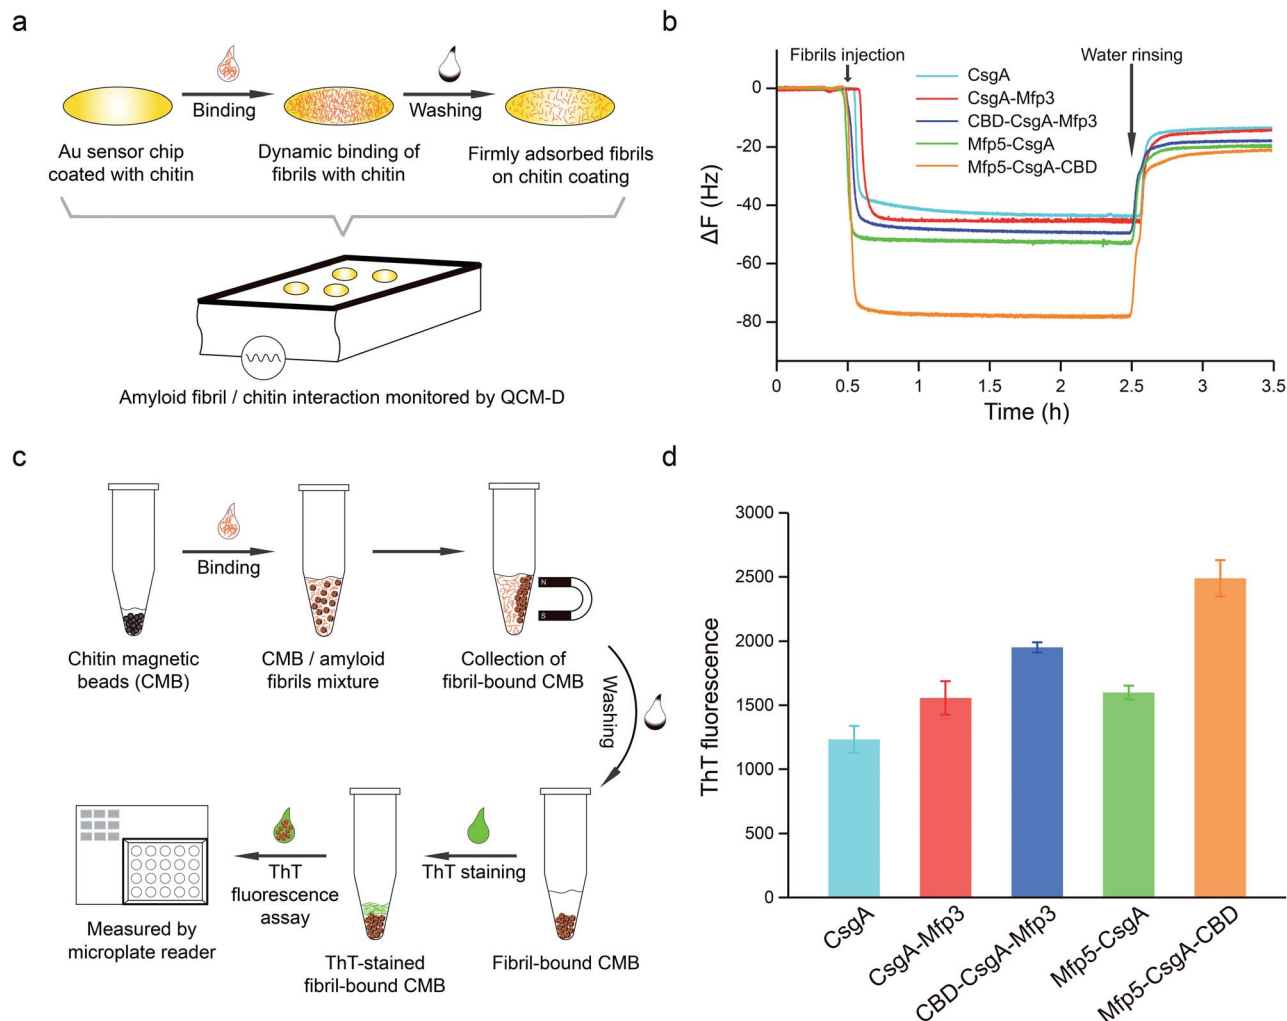 a
Binding
Washing
Au sensor chip
coated with chitin
Dynamic binding of
fibrils with chitin
Firmly adsorbed fibrils
on chitin coating
Amyloid fibril / chitin interaction monitored by QCM-D
b
Fibrils injection
Water rinsing
CsgA
CsgA-Mfp3
CBD-CsgA-Mfp3
Mfp5-CsgA
Mfp5-CsgA-CBD
ΔF (Hz)
0
-20
-40
-60
-80
0
0.5
1
1.5
2
2.5
3
3.5
Time (h)
c
Binding
N
S
Chitin magnetic
beads (CMB)
CMB / amyloid
fibrils mixture
Collection of
fibril-bound CMB
Washing
ThT staining
ThT
fluorescence
assay
Measured by
microplate reader
ThT-stained
fibril-bound CMB
Fibril-bound CMB
d
ThT fluorescence
3000
2500
2000
1500
1000
500
0
CsgA
CsgA-Mfp3
CBD-CsgA-Mfp3
Mfp5-CsgA
Mfp5-CsgA-CBD